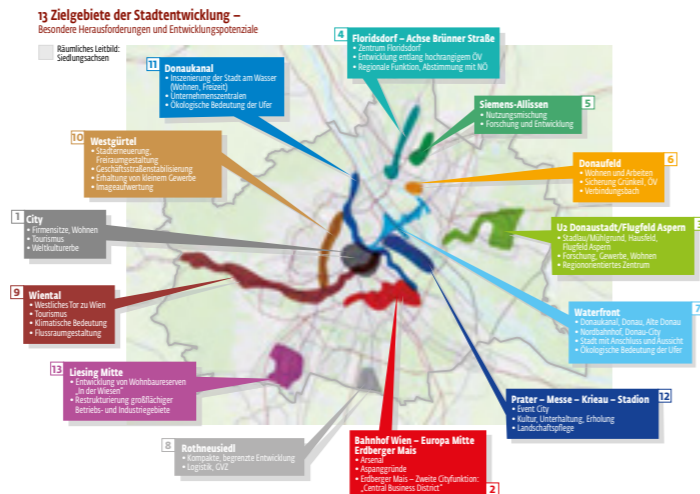 13 Zielgebiete der Stadtentwicklung –
Besondere Herausforderungen und Entwicklungspotenziale
Räumliches Leitbild:
Siedlungsachsen
4
Floridsdorf – Achse Brünner Straße
• Zentrum Floridsdorf
• Entwicklung entlang hochrangigem ÖV
• Regionale Funktion, Abstimmung mit NÖ
11
Donaukanal
• Inszenierung der Stadt am Wasser
(Wohnen, Freizeit)
• Unternehmenszentralen
• Ökologische Bedeutung der Ufer
Siemens-Allissen
5
• Nutzungsmischung
• Forschung und Entwicklung
10
Westgürtel
• Stadterneuerung,
Freiraumgestaltung
• Geschäftsstraßenstabilisierung
• Erhaltung von kleinem Gewerbe
• Imageaufwertung
Donaufeld
6
• Wohnen und Arbeiten
• Sicherung Grünkeil, ÖV
• Verbindungsbach
1
City
• Firmensitze, Wohnen
• Tourismus
• Weltkulturerbe
U2 Donaustadt/Flugfeld Aspern
3
• Stadlau/Mühlgrund, Hausfeld,
Flugfeld Aspern
• Forschung, Gewerbe, Wohnen
• Regionorientiertes Zentrum
9
Wiental
• Westliches Tor zu Wien
• Tourismus
• Klimatische Bedeutung
• Flussraumgestaltung
Waterfront
7
• Donaukanal, Donau, Alte Donau
• Nordbahnhof, Donau-City
• Stadt mit Anschluss und Aussicht
• Ökologische Bedeutung der Ufer
13
Liesing Mitte
• Entwicklung von Wohnbaureserven
„In der Wiesen“
• Restrukturierung großflächiger
Betriebs- und Industriegebiete
Prater – Messe – Krieau – Stadion
12
• Event City
• Kultur, Unterhaltung, Erholung
• Landschaftspflege
8
Rothneusiedl
• Kompakte, begrenzte Entwicklung
• Logistik, GVZ
Bahnhof Wien – Europa Mitte
Erdberger Mais
• Arsenal
• Aspanggründe
• Erdberger Mais – Zweite Cityfunktion:
„Central Business District“
2